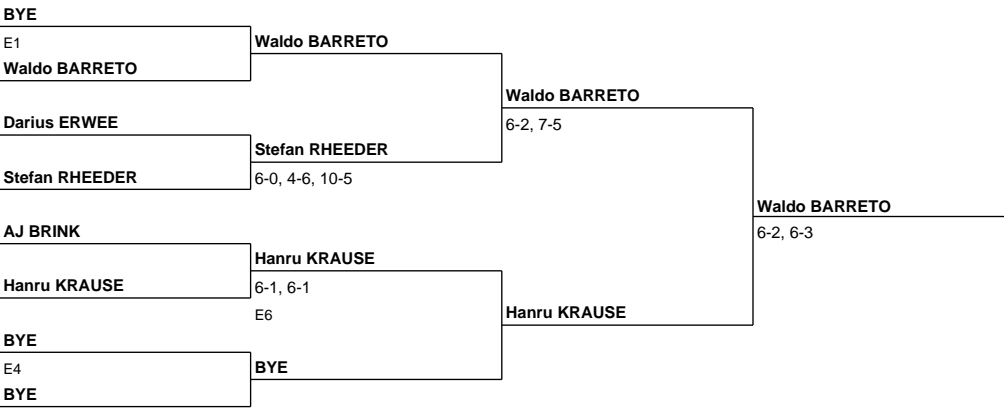 BYE
E1
Waldo BARRETO
Waldo BARRETO
Darius ERWEE
Stefan RHEEDER
Stefan RHEEDER
6-0, 4-6, 10-5
Waldo BARRETO
6-2, 7-5
AJ BRINK
Hanru KRAUSE
Hanru KRAUSE
6-1, 6-1
E6
BYE
E4
BYE
BYE
Hanru KRAUSE
Waldo BARRETO
6-2, 6-3